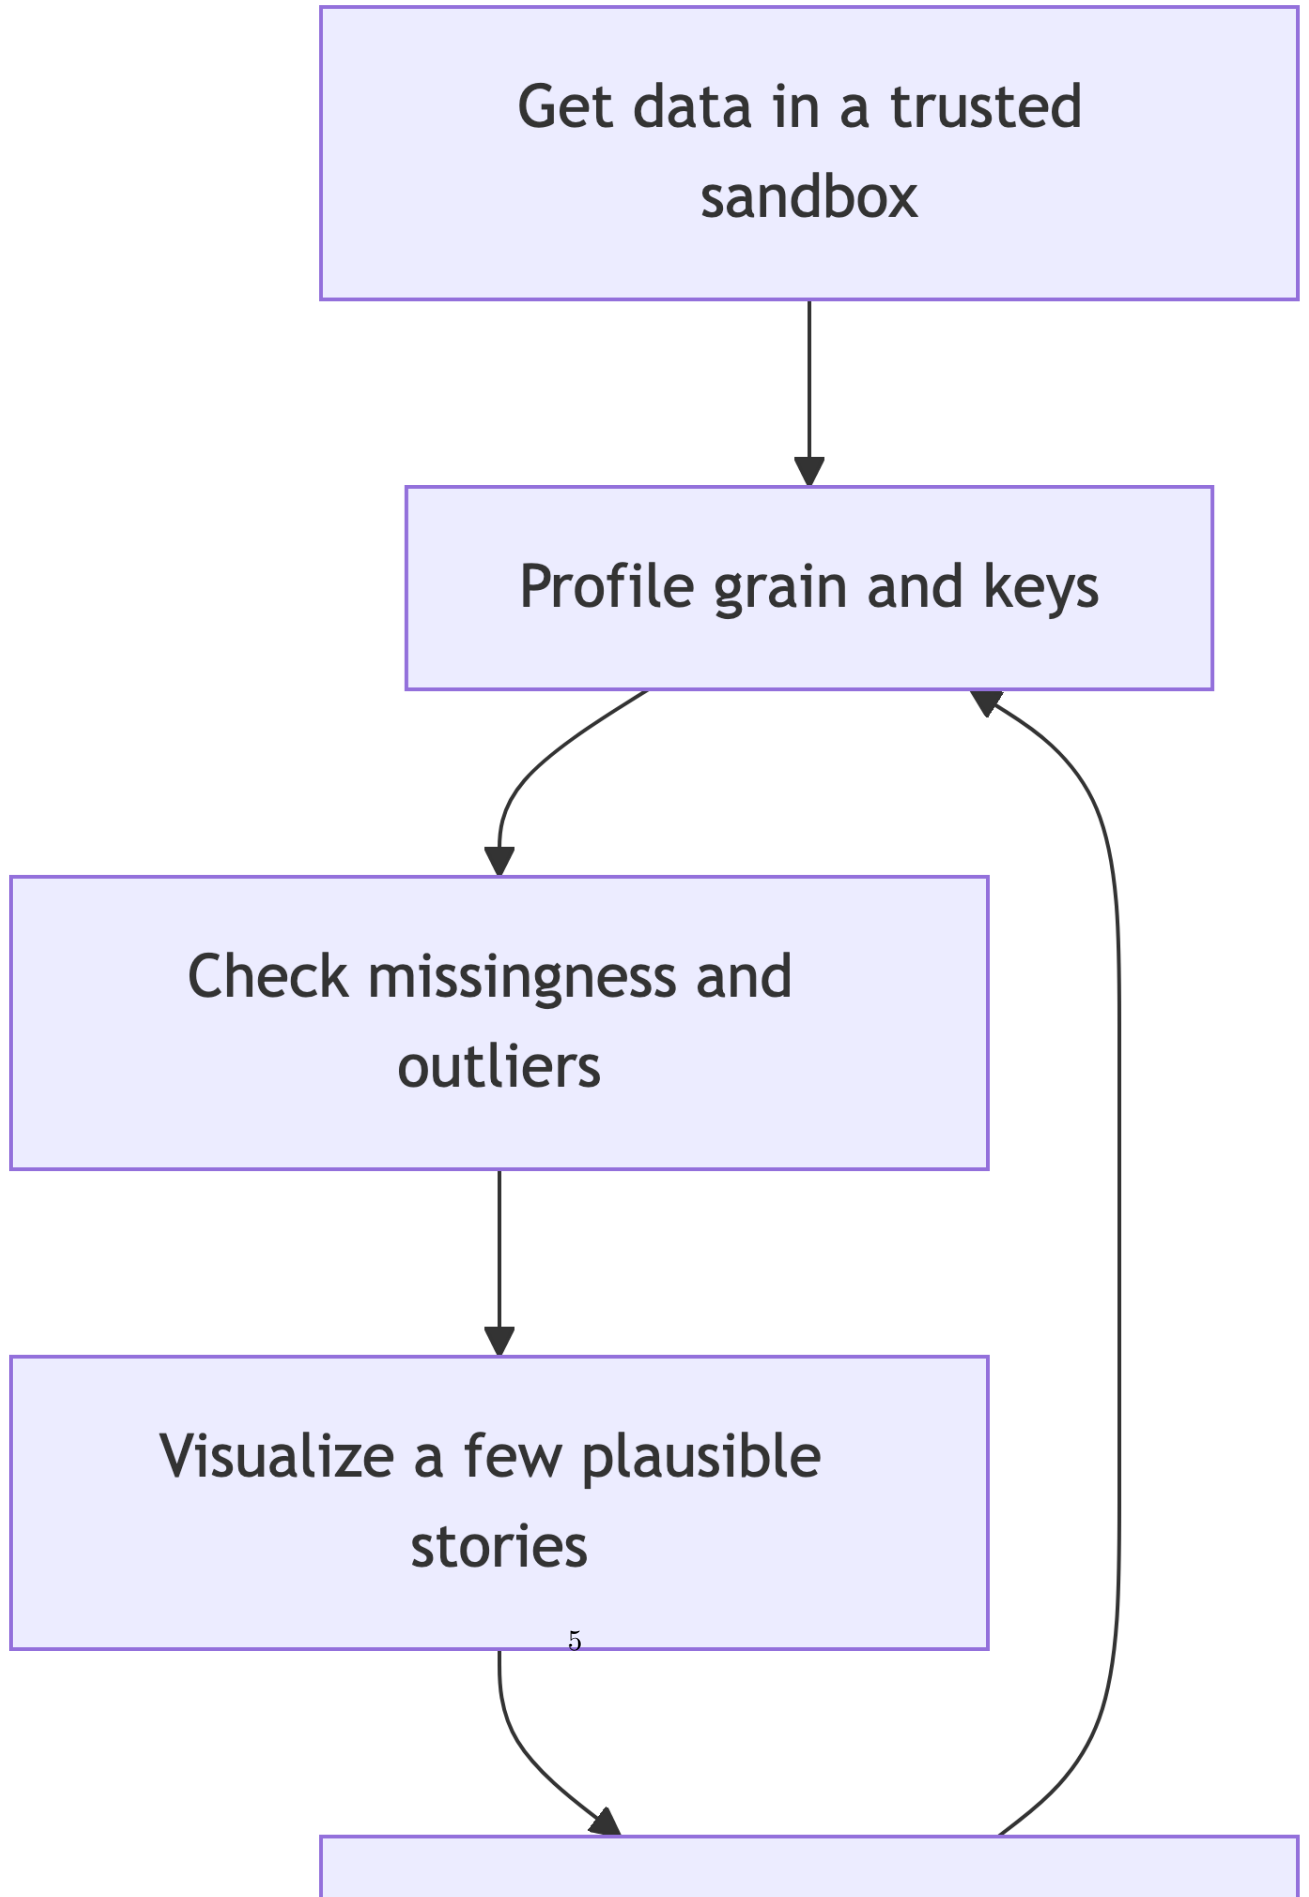 Get data in a trusted
sandbox
Profile grain and keys
Check missingness and
outliers
Visualize a few plausible
stories
5